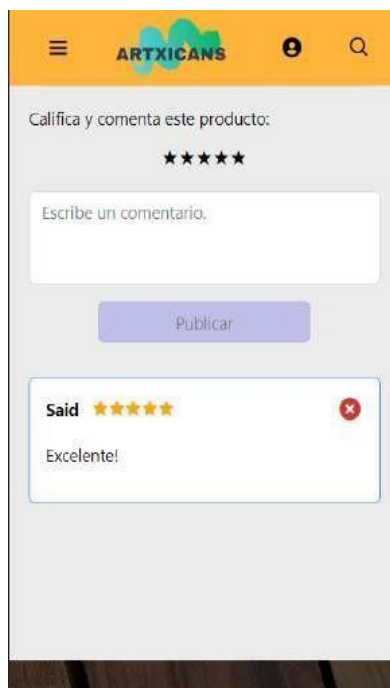 ARTXICANS
Califica y comenta este producto:
Escribe un comentario.
Publicar
Said
Excelente!